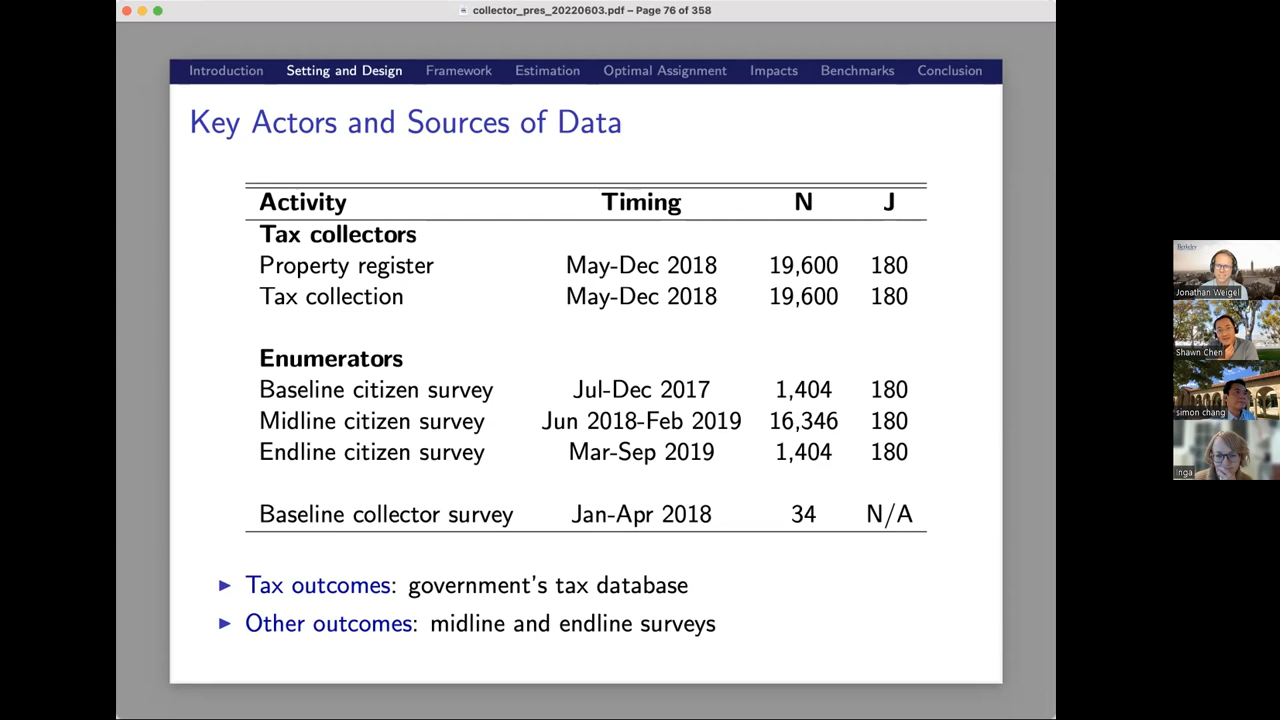 collector_pres_20220603.pdf – Page 76 of 358
Introduction Setting and Design Framework Estimation Optimal Assignment Impacts Benchmarks Conclusion
Key Actors and Sources of Data
Activity Timing N J
Tax collectors
Property register May-Dec 2018 19,600 180
Tax collection May-Dec 2018 19,600 180
Enumerators
Baseline citizen survey Jul-Dec 2017 1,404 180
Midline citizen survey Jun 2018-Feb 2019 16,346 180
Endline citizen survey Mar-Sep 2019 1,404 180
Baseline collector survey Jan-Apr 2018 34 N/A
▶ Tax outcomes: government's tax database
▶ Other outcomes: midline and endline surveys
Berkeley
Jonathan Weigel
Shawn Chen
simon chang
Inga